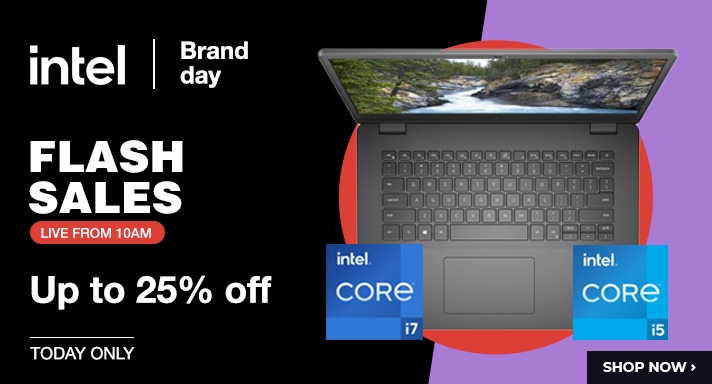 intel
Brand
day
FLASH
SALES
LIVE FROM 10AM
Up to 25% off
TODAY ONLY
intel.
CORE
i7
intel.
CORE
i5
SHOP NOW ›